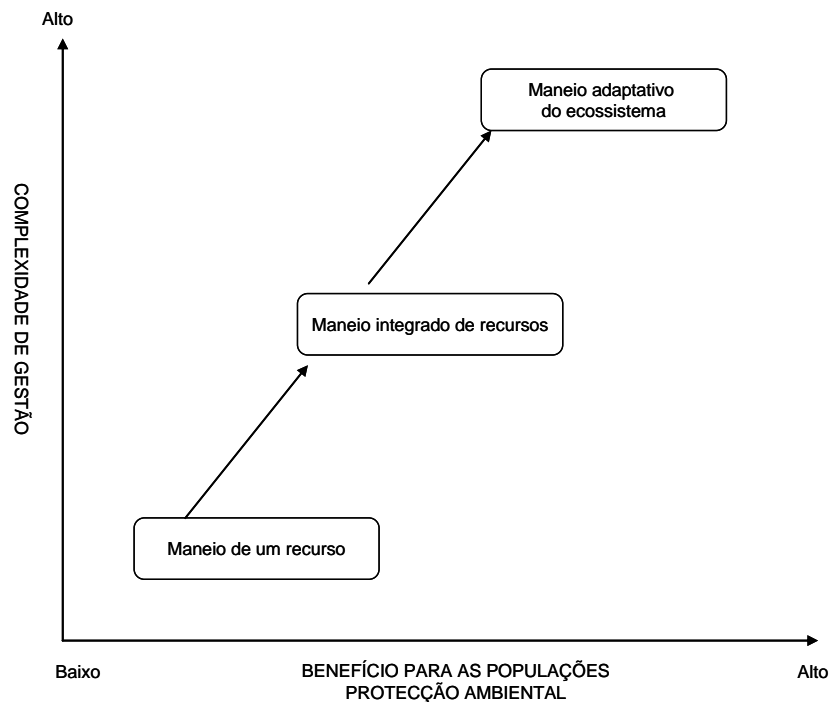 Alto
Maneio adaptativo
do ecossistema
COMPLEXIDADE DE GESTÃO
Maneio integrado de recursos
Maneio de um recurso
Baixo
BENEFÍCIO PARA AS POPULAÇÕES
PROTECÇÃO AMBIENTAL
Alto